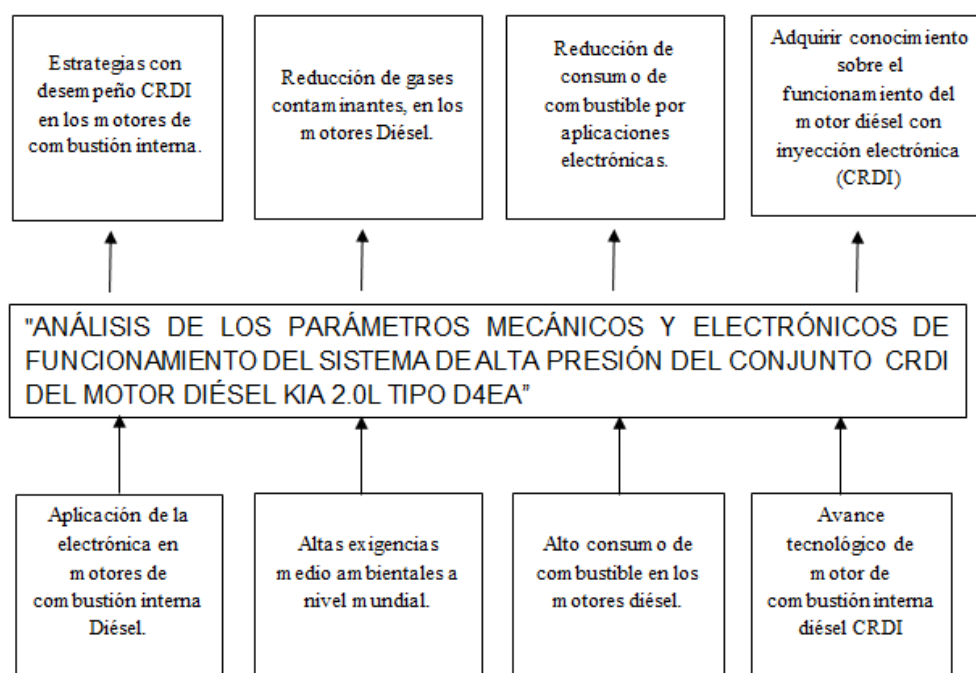 Estrategias con
desempeño CRDI
en los motores de
combustión interna.
Reducción de gases
contaminantes, en los
motores Diésel.
Reducción de
consumo de
combustible por
aplicaciones
electrónicas.
Adquirir conocimiento
sobre el
funcionamiento del
motor diésel con
inyección electrónica
(CRDI)
"ANÁLISIS DE LOS PARÁMETROS MECÁNICOS Y ELECTRÓNICOS DE
FUNCIONAMIENTO DEL SISTEMA DE ALTA PRESIÓN DEL CONJUNTO CRDI
DEL MOTOR DIÉSEL KIA 2.0L TIPO D4EA”
Aplicación de la
electrónica en
motores de
combustión interna
Diésel.
Altas exigencias
medio ambientales a
nivel mundial.
Alto consumo de
combustible en los
motores diésel.
Avance
tecnológico de
motor de
combustión interna
diésel CRDI